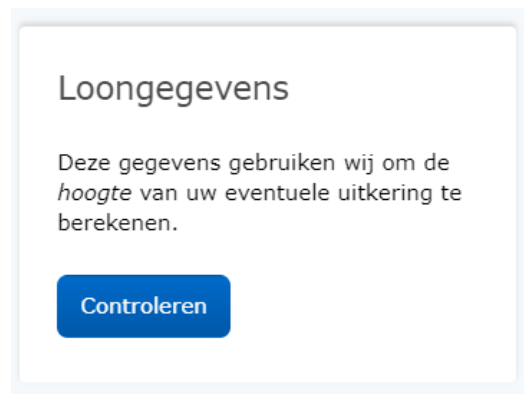 Loongegevens
Deze gegevens gebruiken wij om de
hoogte van uw eventuele uitkering te
berekenen.
Controleren